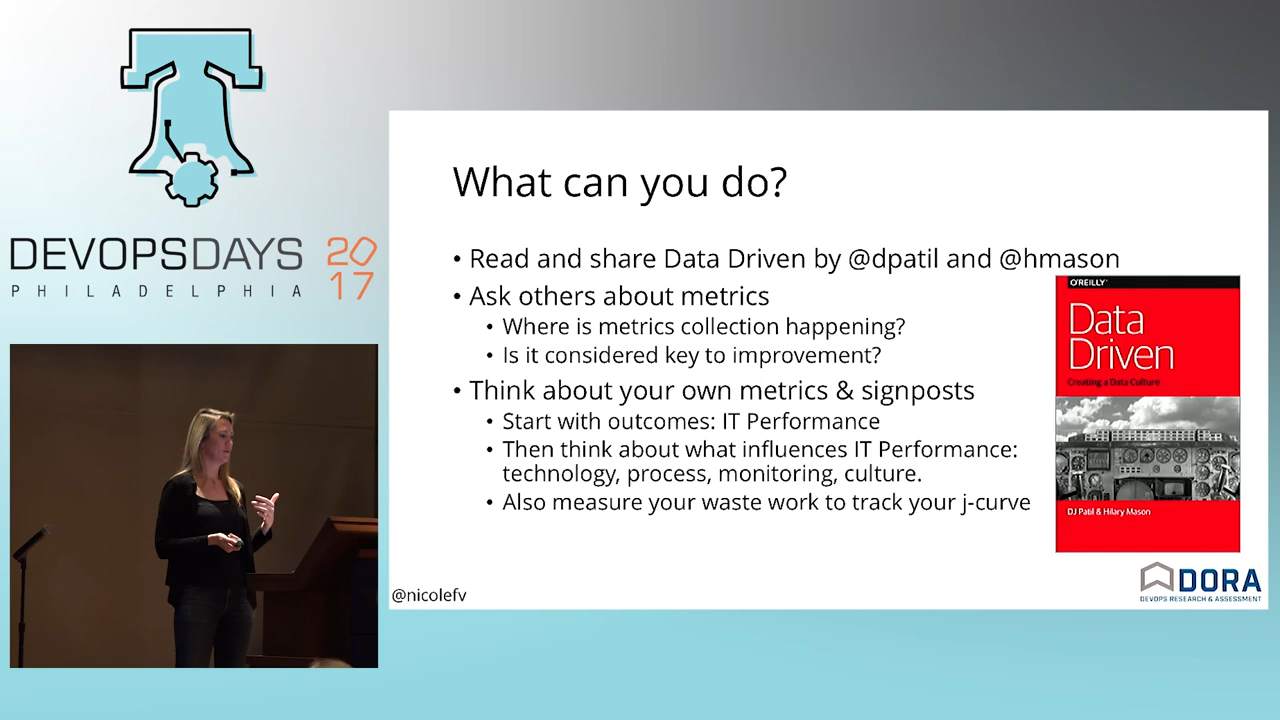 DEVOPSDAYS 2017
PHILADELPHIA
What can you do?
• Read and share Data Driven by @dpatil and @hmason
• Ask others about metrics
• Where is metrics collection happening?
• Is it considered key to improvement?
• Think about your own metrics & signposts
• Start with outcomes: IT Performance
• Then think about what influences IT Performance:
technology, process, monitoring, culture.
• Also measure your waste work to track your j-curve
O'REILLY
Data
Driven
Creating a Data Culture
DJ Patil & Hilary Mason
@nicolefv
DORA
DEVOPS RESEARCH & ASSESSMENT